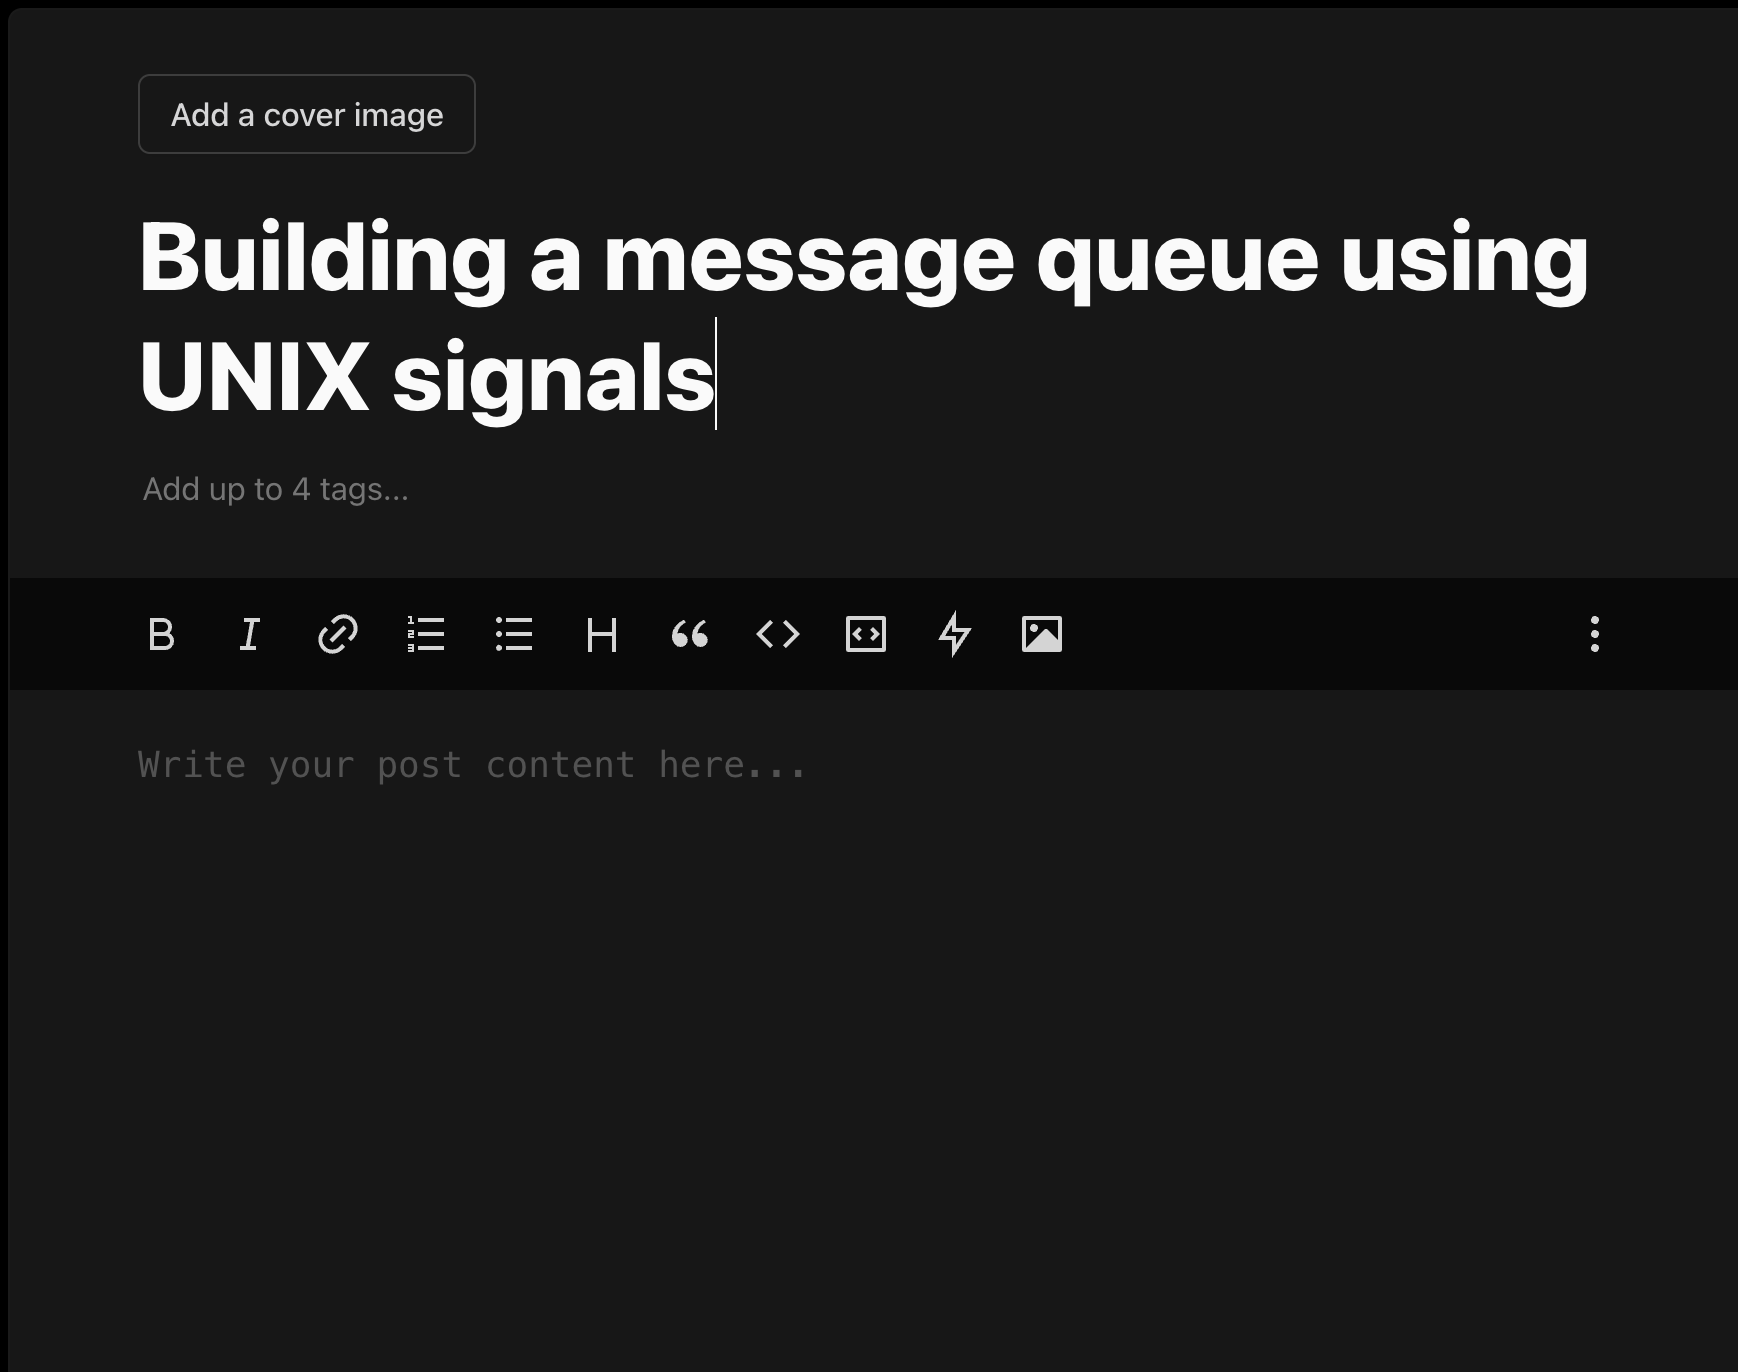 Add a cover image
Building a message queue using
UNIX signals
Add up to 4 tags...
Write your post content here...